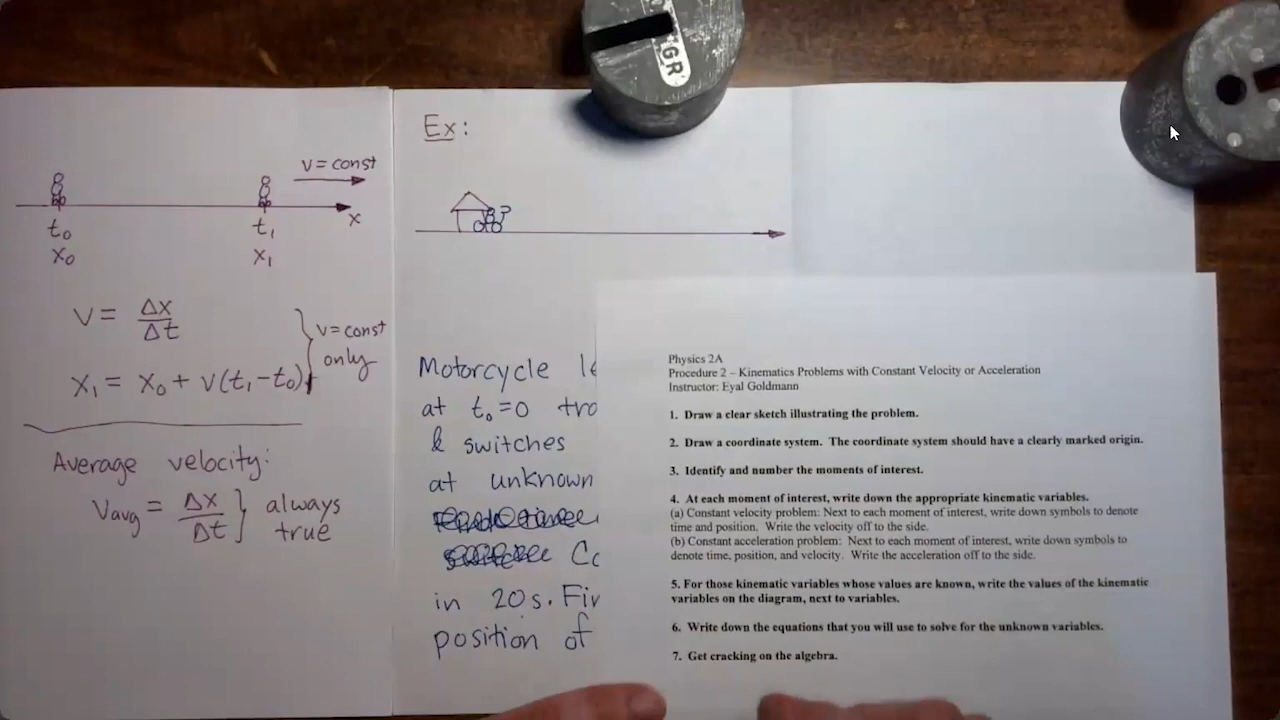 v = const
x
t₀
t₁
x₀
x₁
v = Δx/Δt
x₁ = x₀ + v(t₁-t₀)
v = const
only
Average velocity:
v_avg = Δx/Δt } always
true
Ex:
Motorcycle
at t₀=0
& switches
at unknown
in 20s.
position of
GR
Physics 2A
Procedure 2 – Kinematics Problems with Constant Velocity or Acceleration
Instructor: Eyal Goldmann
1. Draw a clear sketch illustrating the problem.
2. Draw a coordinate system. The coordinate system should have a clearly marked origin.
3. Identify and number the moments of interest.
4. At each moment of interest, write down the appropriate kinematic variables.
(a) Constant velocity problem: Next to each moment of interest, write down symbols to denote
time and position. Write the velocity off to the side.
(b) Constant acceleration problem: Next to each moment of interest, write down symbols to
denote time, position, and velocity. Write the acceleration off to the side.
5. For those kinematic variables whose values are known, write the values of the kinematic
variables on the diagram, next to variables.
6. Write down the equations that you will use to solve for the unknown variables.
7. Get cracking on the algebra.